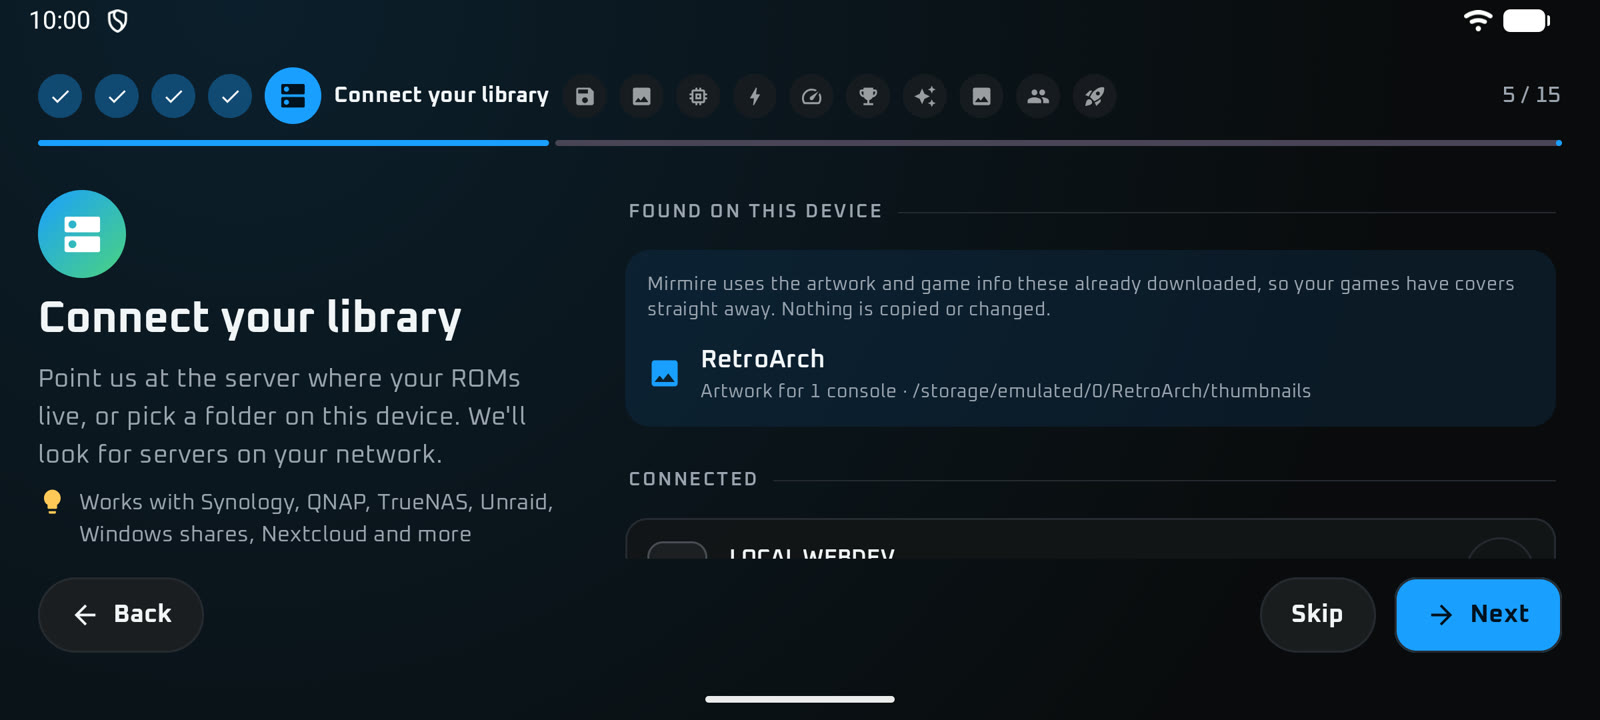 10:00
Connect your library
5 / 15
Connect your library
Point us at the server where your ROMs
live, or pick a folder on this device. We'll
look for servers on your network.
Works with Synology, QNAP, TrueNAS, Unraid,
Windows shares, Nextcloud and more
FOUND ON THIS DEVICE
Mirmire uses the artwork and game info these already downloaded, so your games have covers
straight away. Nothing is copied or changed.
RetroArch
Artwork for 1 console · /storage/emulated/0/RetroArch/thumbnails
CONNECTED
LOCAL WEBDEV
Back
Skip
Next